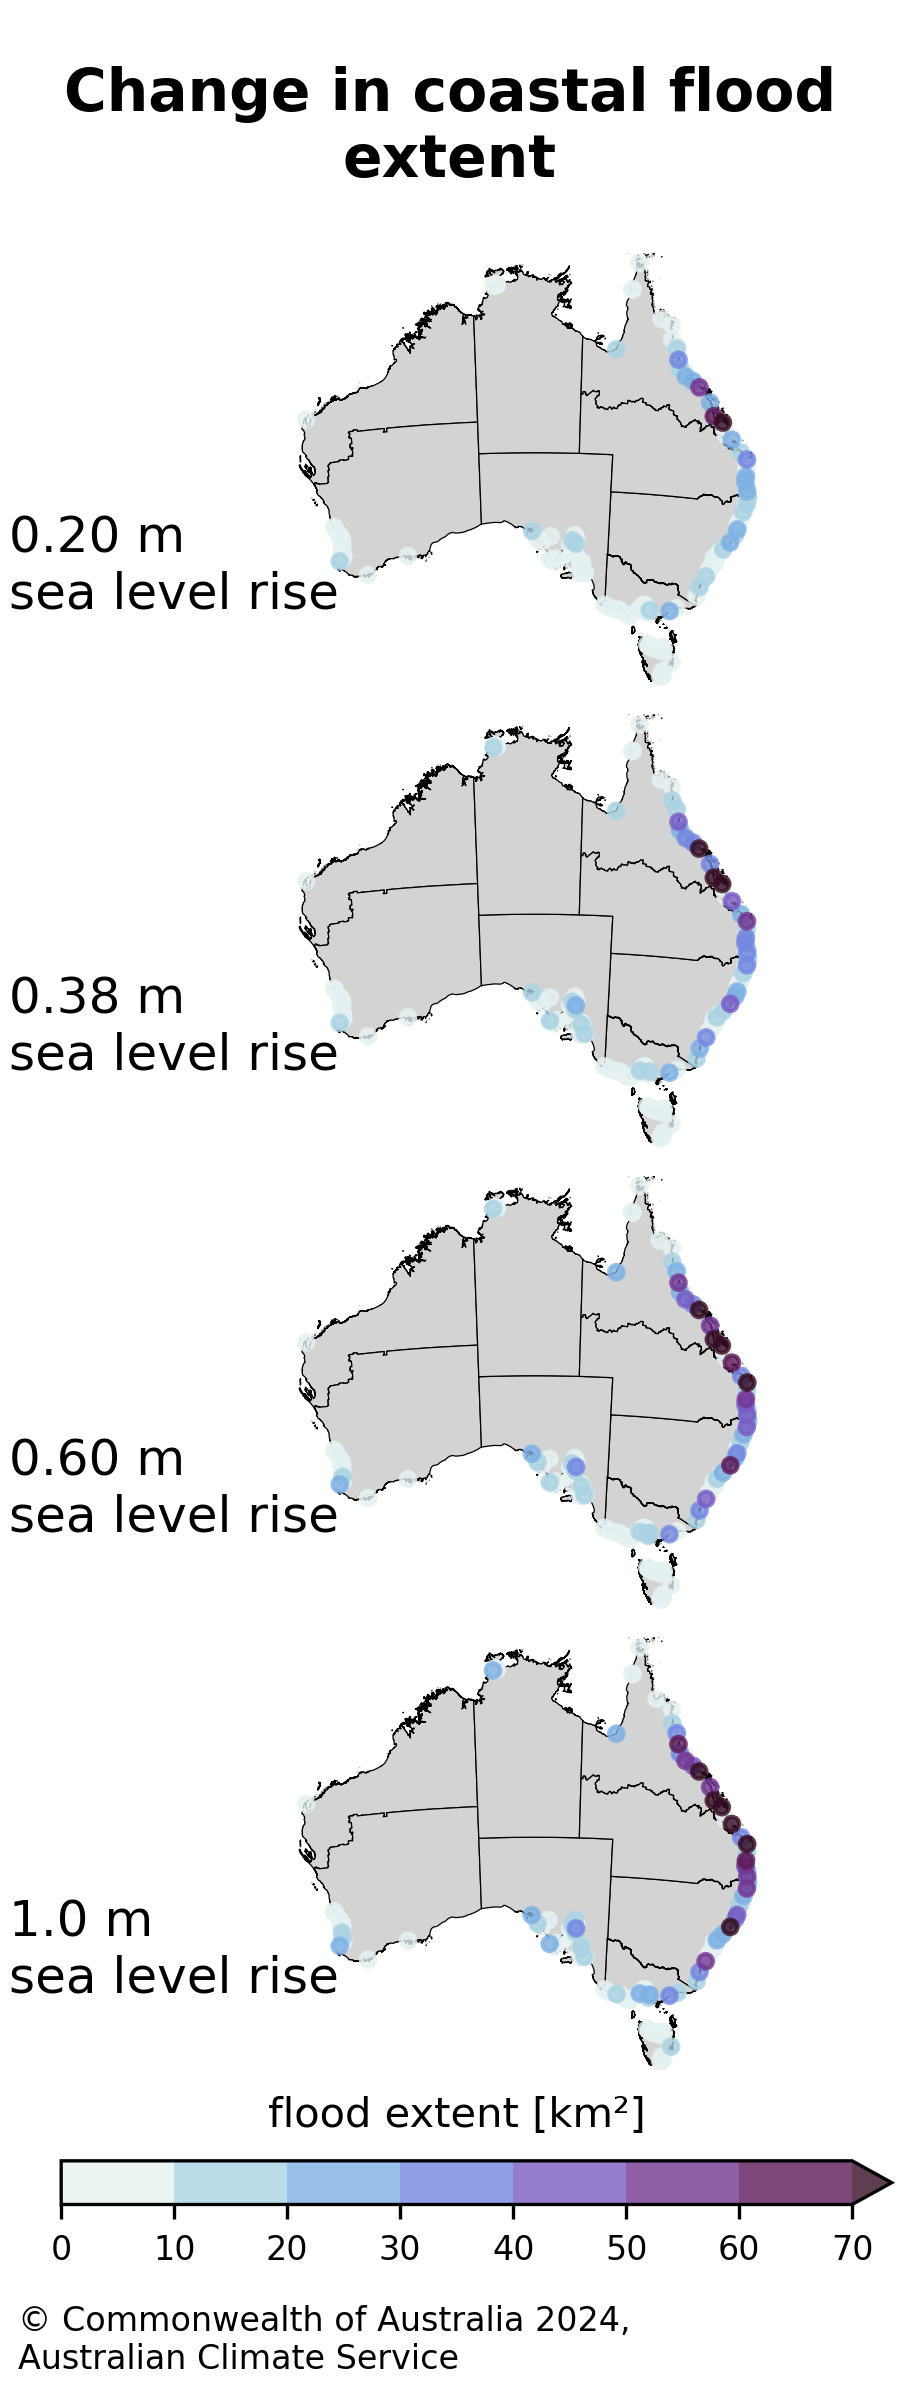 Change in coastal flood
extent
0.20 m
sea level rise
0.38 m
sea level rise
0.60 m
sea level rise
1.0 m
sea level rise
flood extent [km²]
0 10 20 30 40 50 60 70
© Commonwealth of Australia 2024,
Australian Climate Service